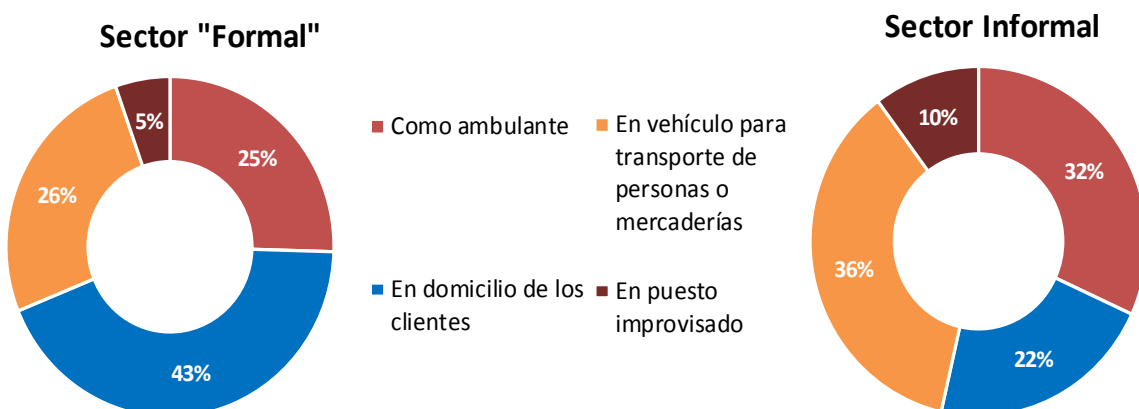 Sector "Formal"
5%
25%
26%
43%
Como ambulante
En domicilio de los
clientes
En vehículo para
transporte de
personas o
mercaderías
En puesto
improvisado
Sector Informal
10%
32%
36%
22%